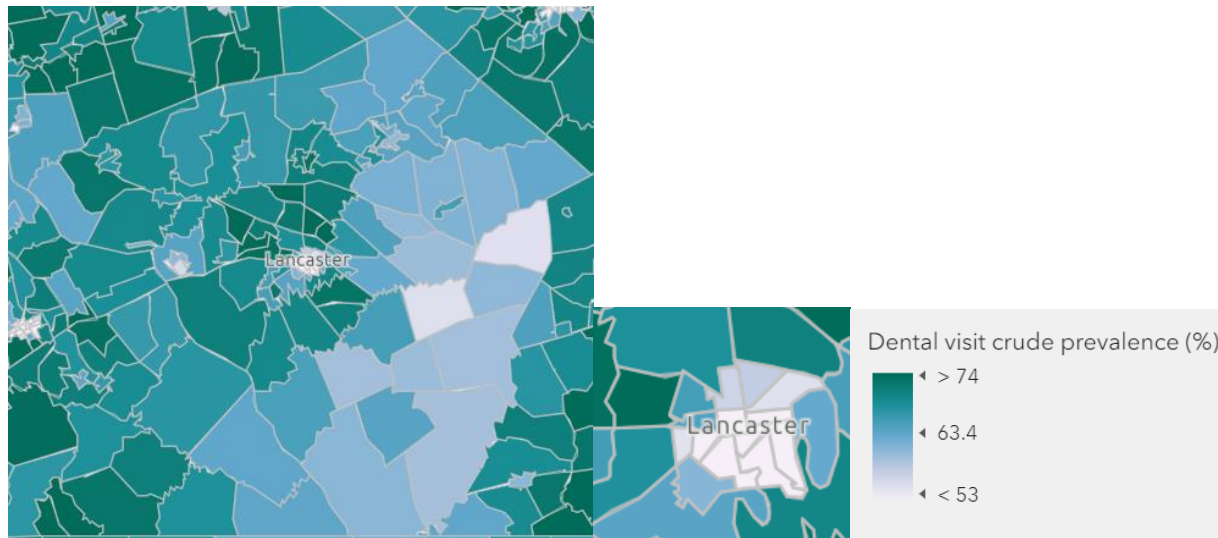 Lancaster
Lancaster
Dental visit crude prevalence (%)
> 74
63.4
< 53